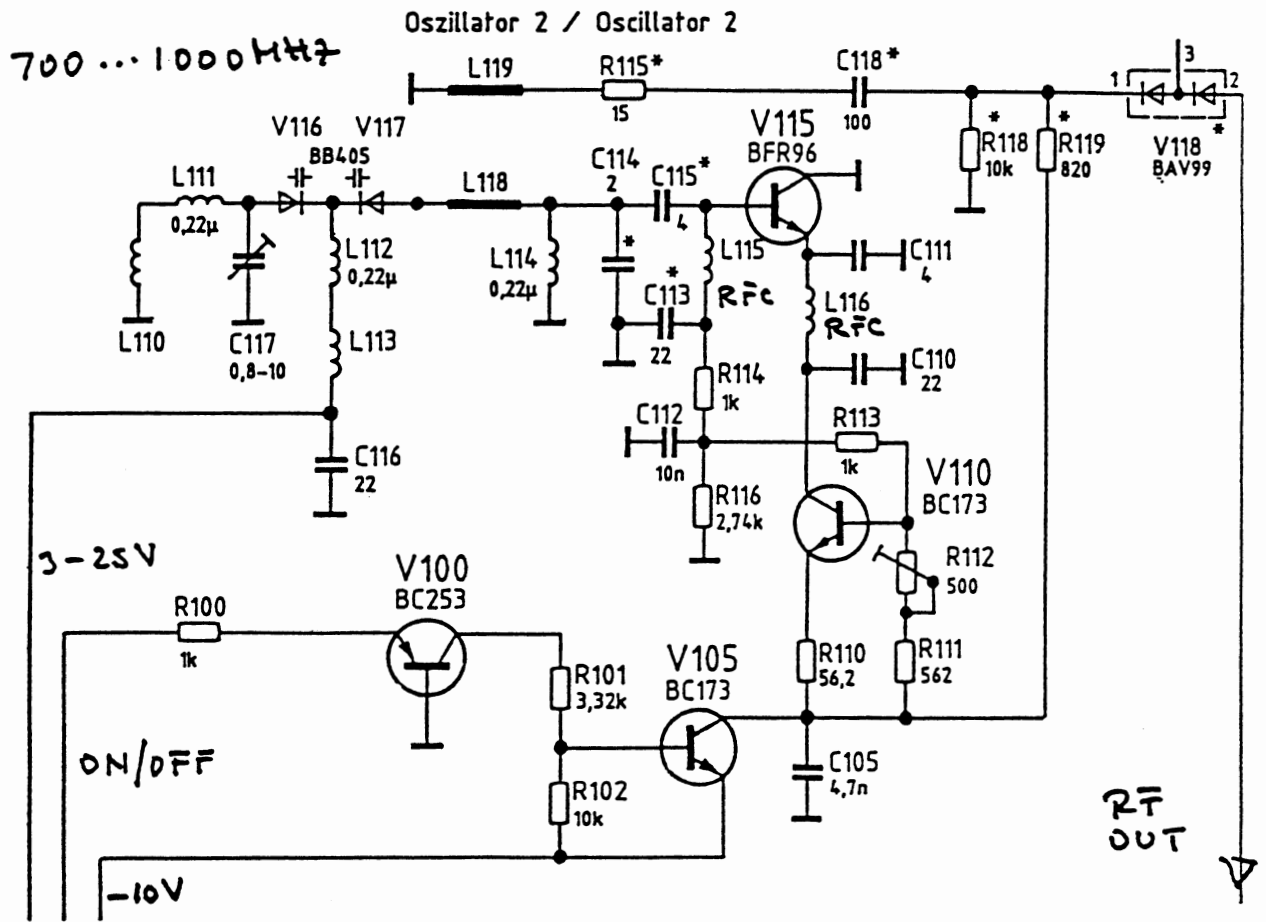 Oszillator 2 / Oscillator 2
700 ... 1000 MHz
L119
R115*
15
C118*
100
3
1
2
V118
*
BAV99
*
R118
10k
*
R119
820
V116
V117
BB405
L111
0,22µ
L118
C114
2
*
C115*
4
V115
BFR96
L110
C117
0,8-10
L112
0,22µ
L113
L114
0,22µ
C113
*
22
L115
RFC
C111
4
L116
RFC
C110
22
R114
1k
C116
22
C112
10n
R113
1k
R116
2,74k
V110
BC173
R112
500
3-25V
V100
BC253
R100
1k
R101
3,32k
V105
BC173
R110
56,2
R111
562
ON/OFF
R102
10k
C105
4,7n
-10V
RF
OUT